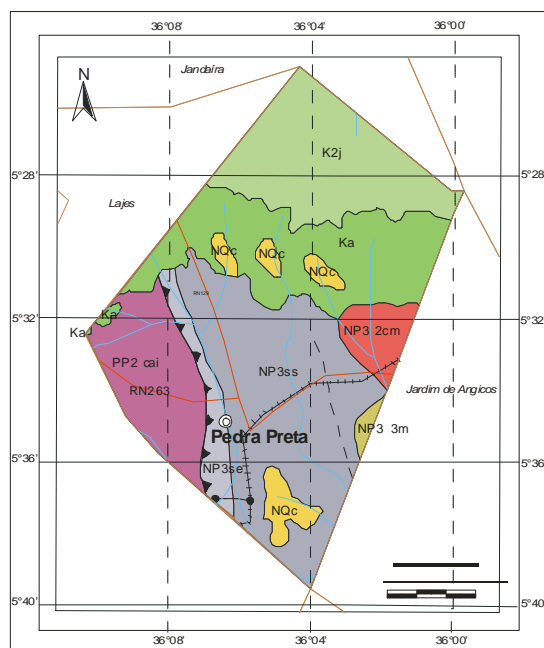 36°08'
36°04'
36°00'
N
Jandaíra
K2j
5°28'
5°28'
Lajes
Ka
NQc
NQc
NQc
RN120
Ka
Ka
5°32'
5°32'
NP3 2cm
PP2 cai
NP3ss
RN263
Jardim de Angicos
NP3 3m
Pedra Preta
5°36'
5°36'
NP3se
NQc
5°40'
5°40'
36°08'
36°04'
36°00'